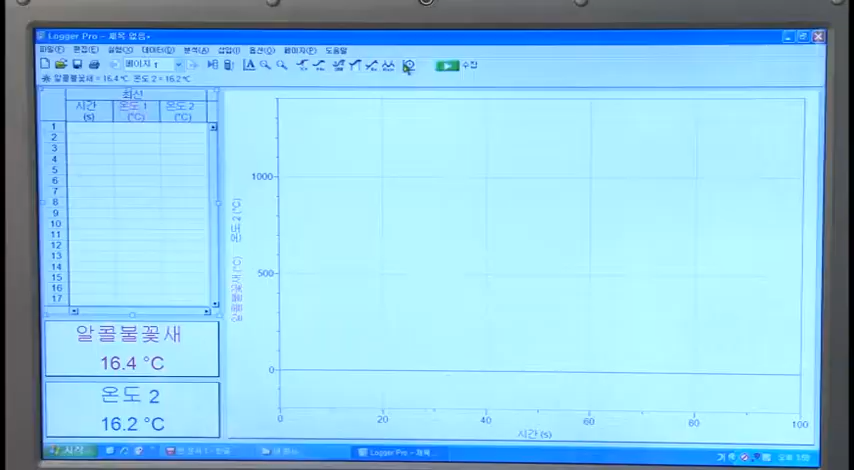 Logger Pro - 제목 없음*
파일(F) 편집(E) 실험(X) 데이터(D) 분석(A) 삽입(I) 옵션(O) 페이지(P) 도움말
페이지 1
수집
알콜불꽃새 = 16.4 ℃ 온도 2 = 16.2 ℃
최신
시간 (s)
온도 1 (°C)
온도 2 (°C)
1
2
3
4
5
6
7
8
9
10
11
12
13
14
15
16
17
알콜불꽃새
16.4 °C
온도 2
16.2 °C
알콜불꽃새 (°C) 온도 2 (°C)
1000
500
0
0 20 40 60 80 100
시간 (s)
시작
Logger Pro - 제목...